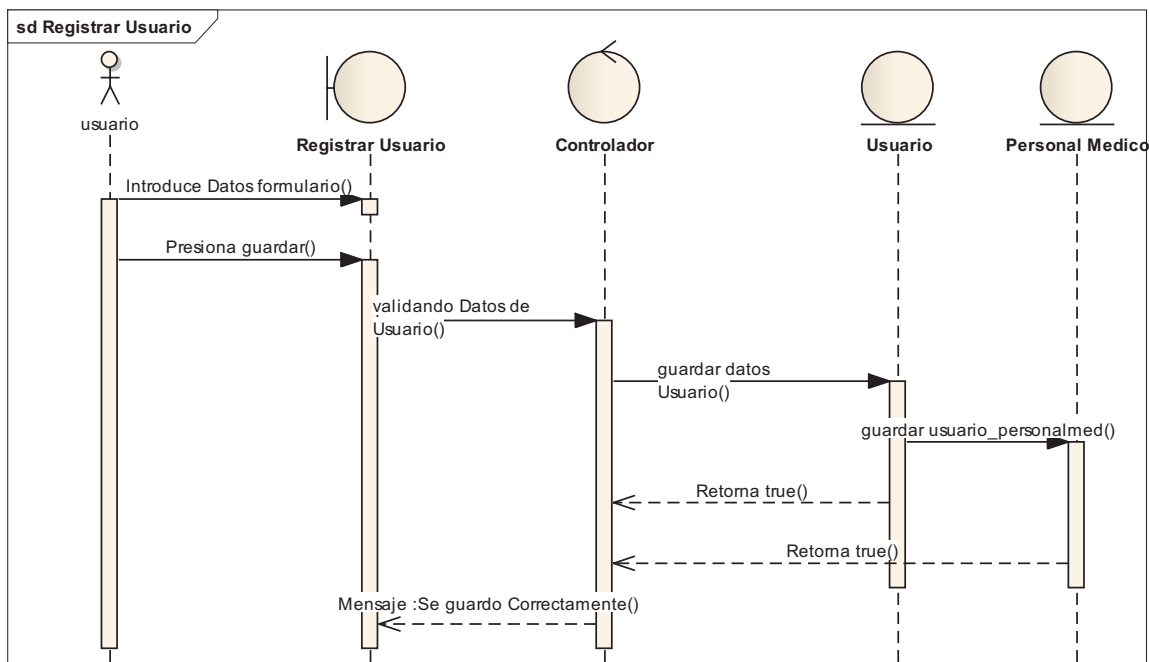 sd Registrar Usuario
usuario
Registrar Usuario
Controlador
Usuario
Personal Medico
Introduce Datos formulario()
Presiona guardar()
validando Datos de
Usuario()
guardar datos
Usuario()
guardar usuario_personalmed()
Retorna true()
Retorna true()
Mensaje :Se guardo Correctamente()